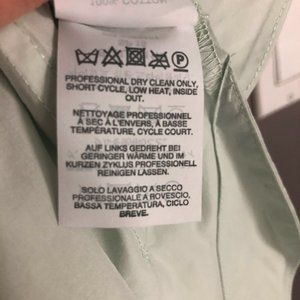 100% COTTON
P
PROFESSIONAL DRY CLEAN ONLY,
SHORT CYCLE, LOW HEAT, INSIDE
OUT.
NETTOYAGE PROFESSIONNEL
À SEC À L'ENVERS, À BASSE
TEMPÉRATURE, CYCLE COURT.
AUF LINKS GEDREHT BEI
GERINGER WÄRME UND IM
KURZEN ZYKLUS PROFESSIONELL
REINIGEN LASSEN.
SOLO LAVAGGIO A SECCO
PROFESSIONALE A ROVESCIO,
BASSA TEMPERATURA, CICLO
BREVE.